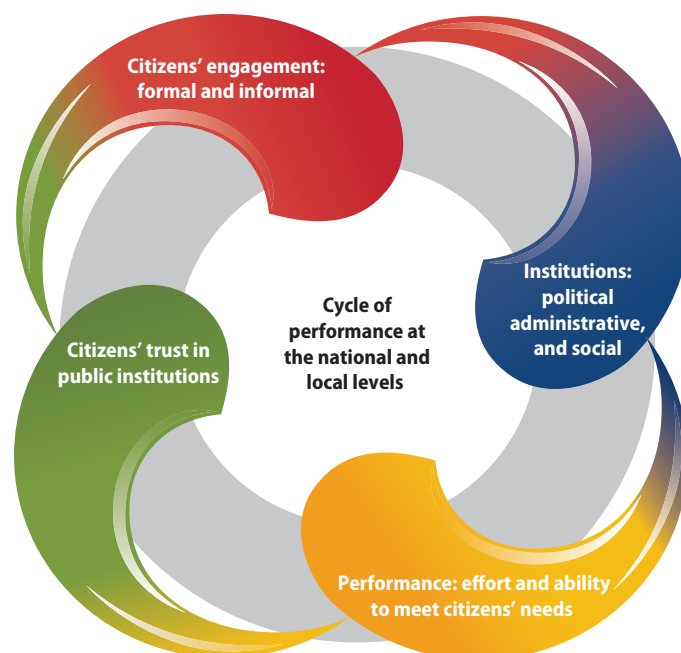 Citizens’ engagement:
formal and informal
Institutions:
political
administrative,
and social
Cycle of
performance at
the national and
local levels
Citizens’ trust in
public institutions
Performance: effort and ability
to meet citizens’ needs